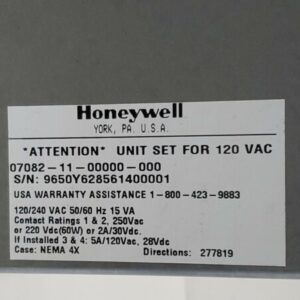 Honeywell
YORK, PA. U.S.A.
*ATTENTION* UNIT SET FOR 120 VAC
07082-11-00000-000
S/N: 9650Y628561400001
USA WARRANTY ASSISTANCE 1-800-423-9883
120/240 VAC 50/60 Hz 15 VA
Contact Ratings 1 & 2, 250Vac
or 220 Vdc(60W) or 2A/30Vdc.
If Installed 3 & 4: 5A/120Vac, 28Vdc
Case: NEMA 4X Directions: 277819